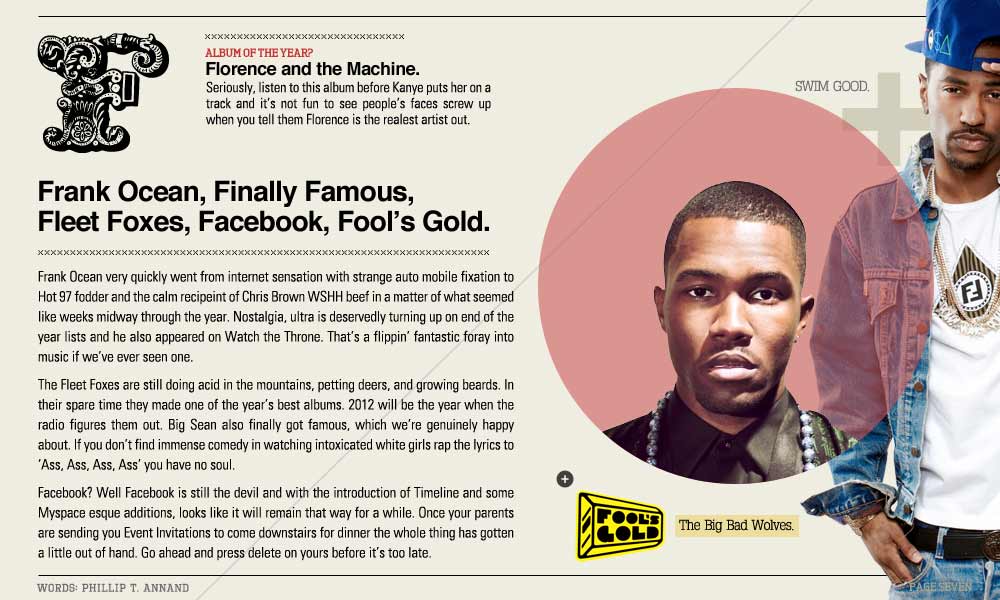 F
ALBUM OF THE YEAR?
Florence and the Machine.
Seriously, listen to this album before Kanye puts her on a
track and it's not fun to see people's faces screw up
when you tell them Florence is the realest artist out.
SWIM GOOD.
Frank Ocean, Finally Famous,
Fleet Foxes, Facebook, Fool's Gold.
Frank Ocean very quickly went from internet sensation with strange auto mobile fixation to
Hot 97 fodder and the calm recipeint of Chris Brown WSHH beef in a matter of what seemed
like weeks midway through the year. Nostalgia, ultra is deservedly turning up on end of the
year lists and he also appeared on Watch the Throne. That's a flippin' fantastic foray into
music if we've ever seen one.
The Fleet Foxes are still doing acid in the mountains, petting deers, and growing beards. In
their spare time they made one of the year's best albums. 2012 will be the year when the
radio figures them out. Big Sean also finally got famous, which we're genuinely happy
about. If you don't find immense comedy in watching intoxicated white girls rap the lyrics to
'Ass, Ass, Ass, Ass' you have no soul.
Facebook? Well Facebook is still the devil and with the introduction of Timeline and some
Myspace esque additions, looks like it will remain that way for a while. Once your parents
are sending you Event Invitations to come downstairs for dinner the whole thing has gotten
a little out of hand. Go ahead and press delete on yours before it's too late.
FOOL'S
GOLD
The Big Bad Wolves.
WORDS: PHILLIP T. ANNAND
PAGE SEVEN